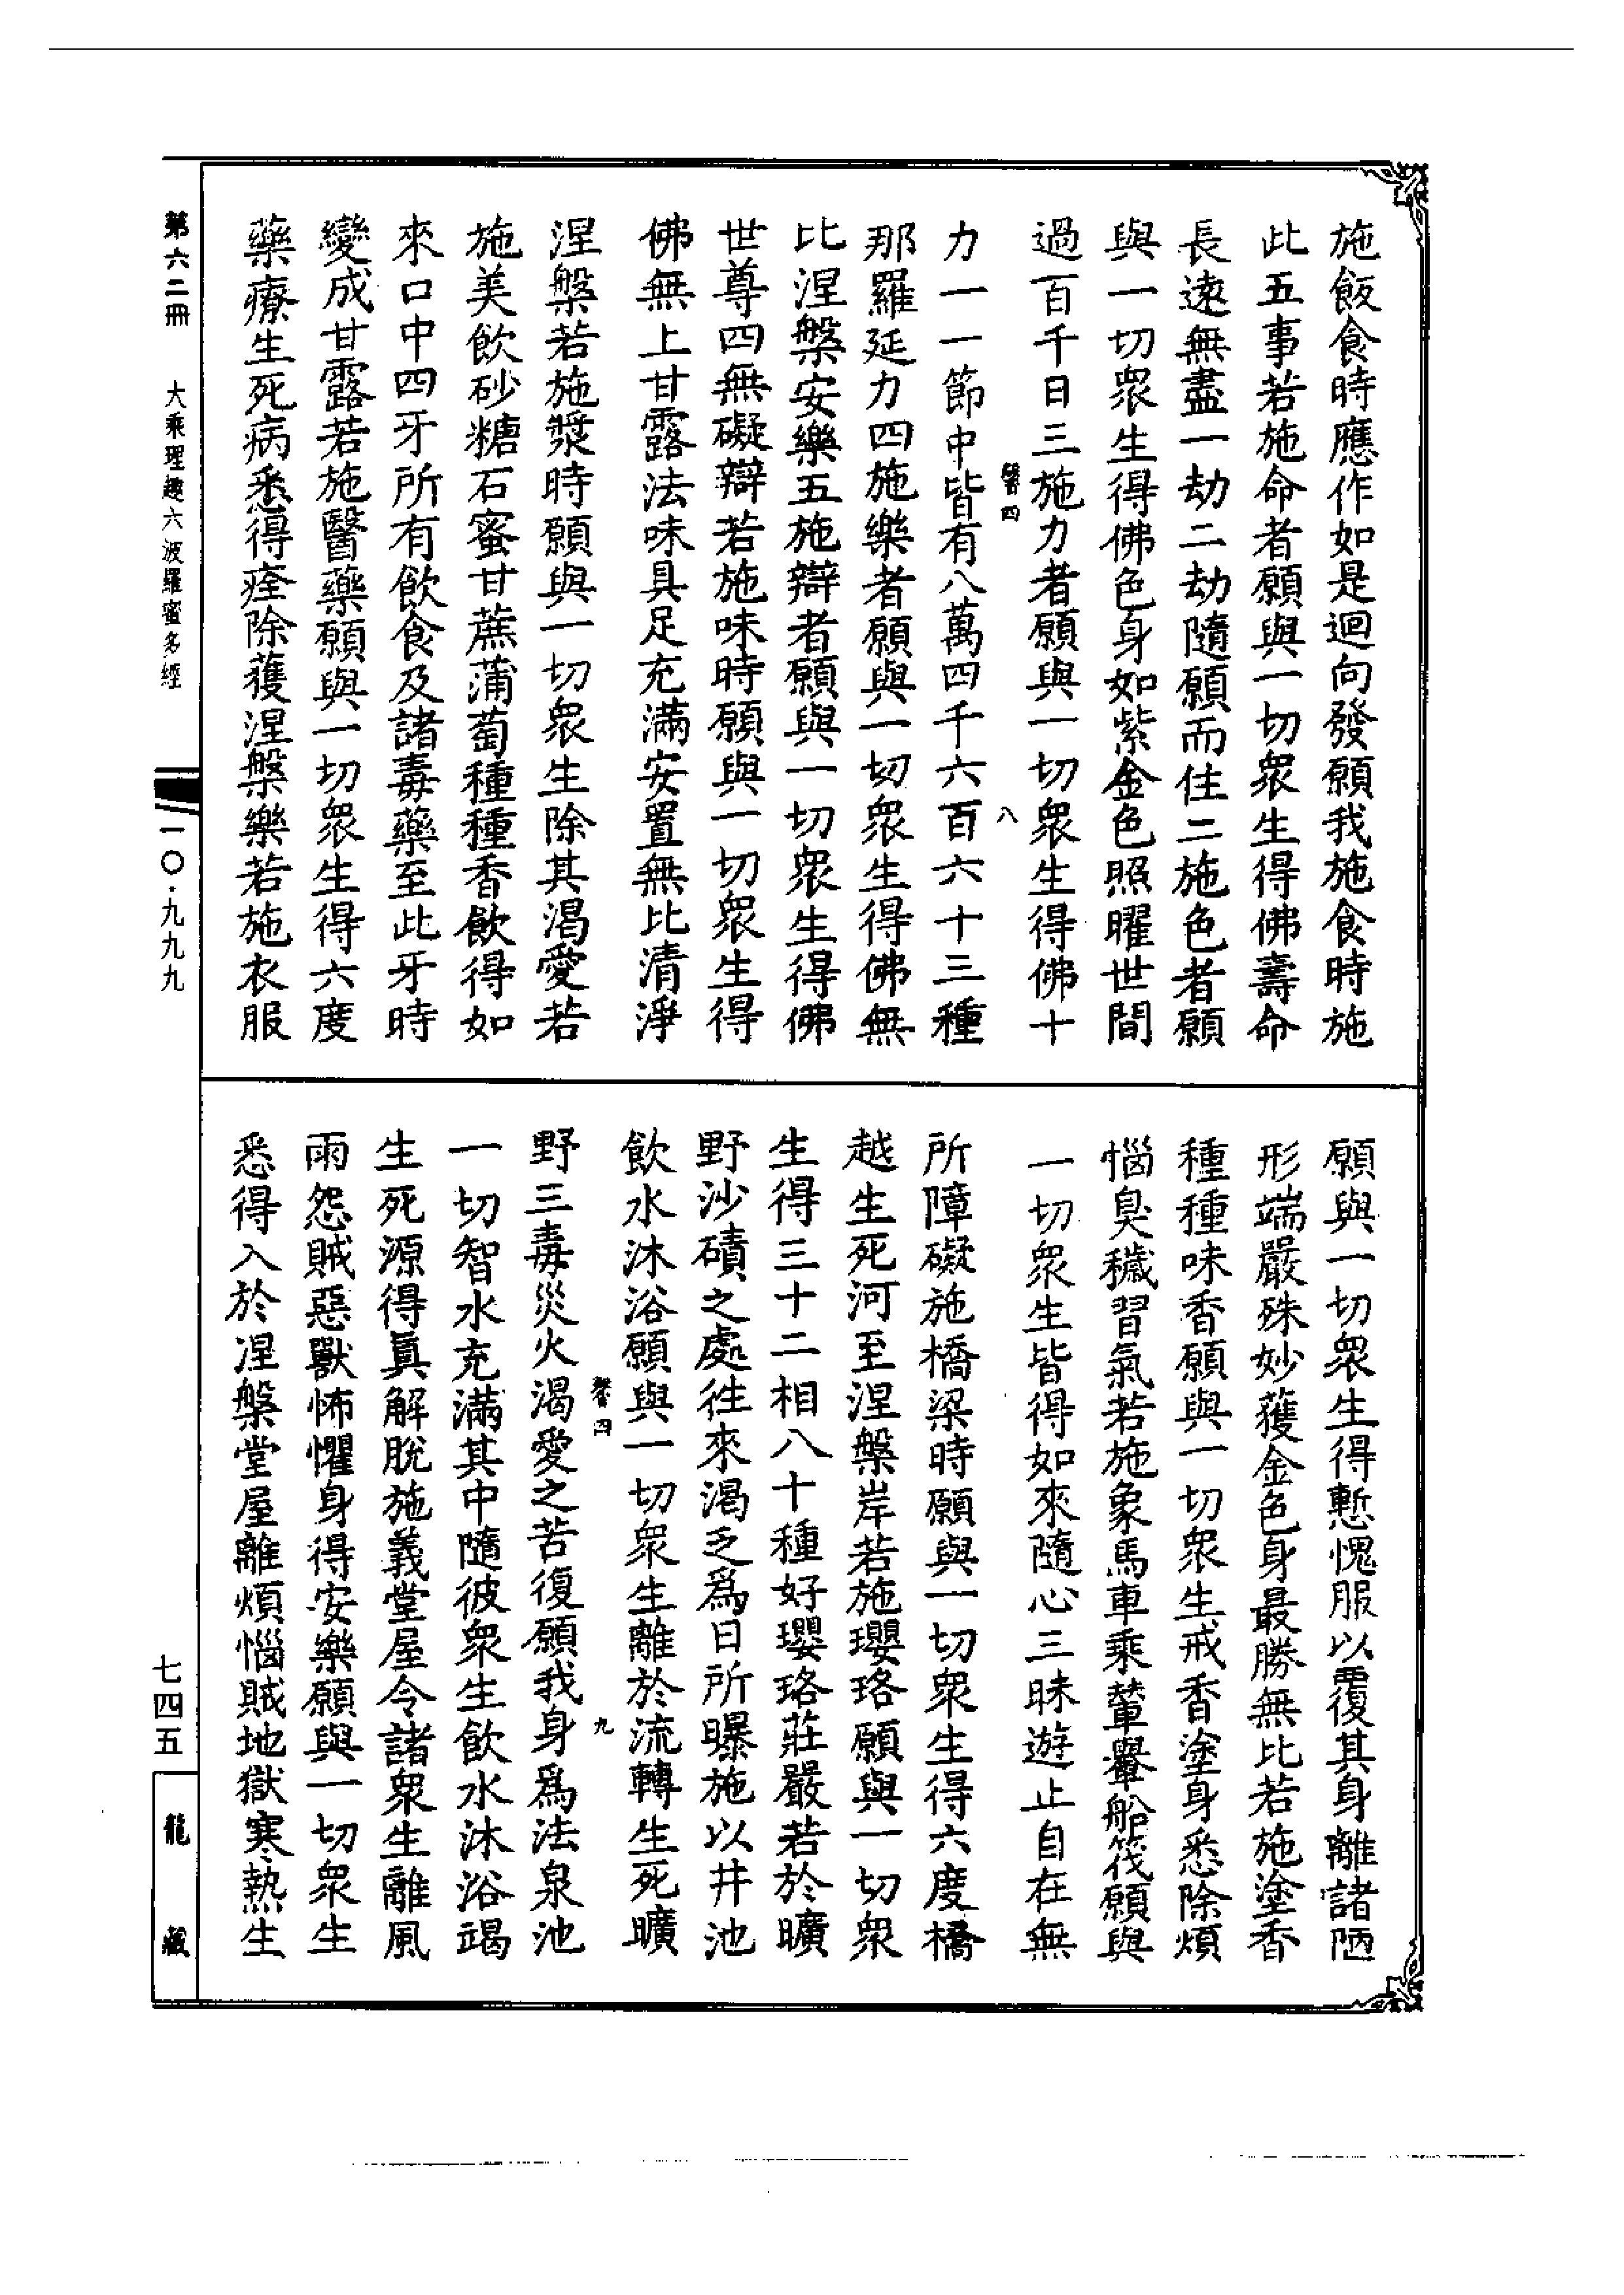 施飯食時應作如是迴向發願我施食時施
此五事若施命者願與一切衆生得佛壽命
長遠無盡一劫二劫隨願而住二施色者願
與一切衆生得佛色身如紫金色照曜世間
過百千日三施力者願與一切衆生得佛十
磬四 八
力一一節中皆有八萬四千六百六十三種
那羅延力四施樂者願與一切衆生得佛無
比涅槃安樂五施辯者願與一切衆生得佛
世尊四無礙辯若施味時願與一切衆生得
佛無上甘露法味具足充滿安置無比清淨
涅槃若施漿時願與一切衆生除其渴愛若
施美飲砂糖石蜜甘蔗蒲萄種種香飲得如
來口中四牙所有飲食及諸毒藥至此牙時
變成甘露若施醫藥願與一切衆生得六度
藥療生死病悉得痊除獲涅槃樂若施衣服
願與一切衆生得慙愧服以覆其身離諸陋
形端嚴殊妙獲金色身最勝無比若施塗香
種種味香願與一切衆生戒香塗身悉除煩
惱臭穢習氣若施象馬車乘輦轝船筏願與
一切衆生皆得如來隨心三昧遊止自在無
所障礙施橋梁時願與一切衆生得六度橋
越生死河至涅槃岸若施瓔珞願與一切衆
生得三十二相八十種好瓔珞莊嚴若於曠
野沙磧之處往來渴乏爲日所曝施以井池
飲水沐浴願與一切衆生離於流轉生死曠
磬四 九
野三毒災火渴愛之苦復願我身爲法泉池
一切智水充滿其中隨彼衆生飲水沐浴竭
生死源得眞解脫施義堂屋令諸衆生離風
雨怨賊惡獸怖懼身得安樂願與一切衆生
悉得入於涅槃堂屋離煩惱賊地獄寒熱生
第六二冊 大乘理趣六波羅蜜多經
一〇·九九九
七四五
龍藏